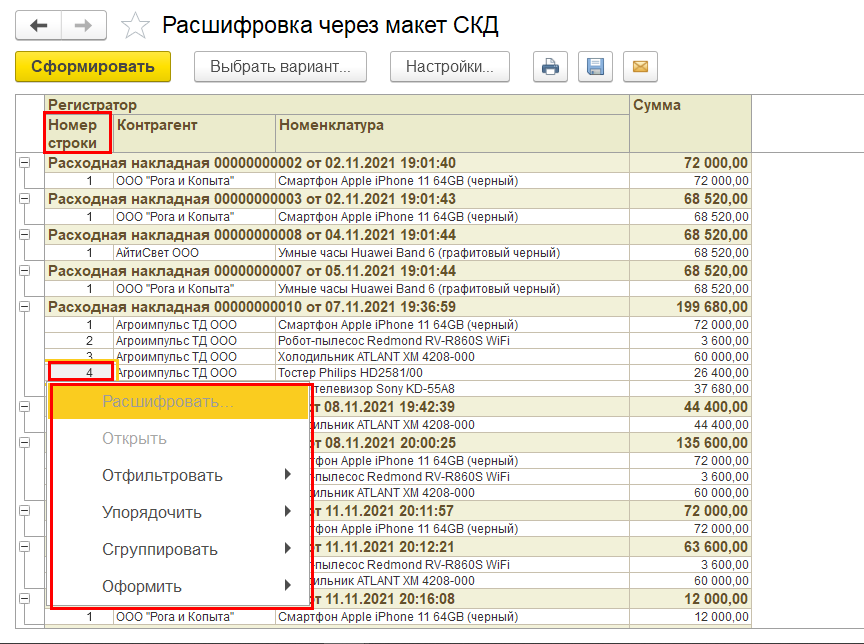 Расшифровка через макет СКД
Сформировать Выбрать вариант... Настройки...
Регистратор Сумма
Номер строки Контрагент Номенклатура
Расходная накладная 00000000002 от 02.11.2021 19:01:40 72 000,00
1 ООО "Рога и Копыта" Смартфон Apple iPhone 11 64GB (черный) 72 000,00
Расходная накладная 00000000003 от 02.11.2021 19:01:43 68 520,00
1 ООО "Рога и Копыта" Смартфон Apple iPhone 11 64GB (черный) 68 520,00
Расходная накладная 00000000008 от 04.11.2021 19:01:44 68 520,00
1 АйтиСвет ООО Умные часы Huawei Band 6 (графитовый черный) 68 520,00
Расходная накладная 00000000007 от 05.11.2021 19:01:44 68 520,00
1 ООО "Рога и Копыта" Умные часы Huawei Band 6 (графитовый черный) 68 520,00
Расходная накладная 00000000010 от 07.11.2021 19:36:59 199 680,00
1 Агроимпульс ТД ООО Смартфон Apple iPhone 11 64GB (черный) 72 000,00
2 Агроимпульс ТД ООО Робот-пылесос Redmond RV-R860S WiFi 3 600,00
3 Агроимпульс ТД ООО Холодильник ATLANT ХМ 4208-000 60 000,00
4 Агроимпульс ТД ООО Тостер Philips HD2581/00 26 400,00
телевизор Sony KD-55A8 37 680,00
Расшифровать... т 08.11.2021 19:42:39 44 400,00
ильник ATLANT ХМ 4208-000 44 400,00
Открыть т 08.11.2021 20:00:25 135 600,00
фон Apple iPhone 11 64GB (черный) 72 000,00
Отфильтровать -пылесос Redmond RV-R860S WiFi 3 600,00
ильник ATLANT ХМ 4208-000 60 000,00
Упорядочить т 11.11.2021 20:11:57 72 000,00
фон Apple iPhone 11 64GB (черный) 72 000,00
Сгруппировать т 11.11.2021 20:12:21 63 600,00
-пылесос Redmond RV-R860S WiFi 3 600,00
Оформить ильник ATLANT ХМ 4208-000 60 000,00
т 11.11.2021 20:16:08 12 000,00
1 ООО "Рога и Копыта" Смартфон Apple iPhone 11 64GB (черный) 12 000,00